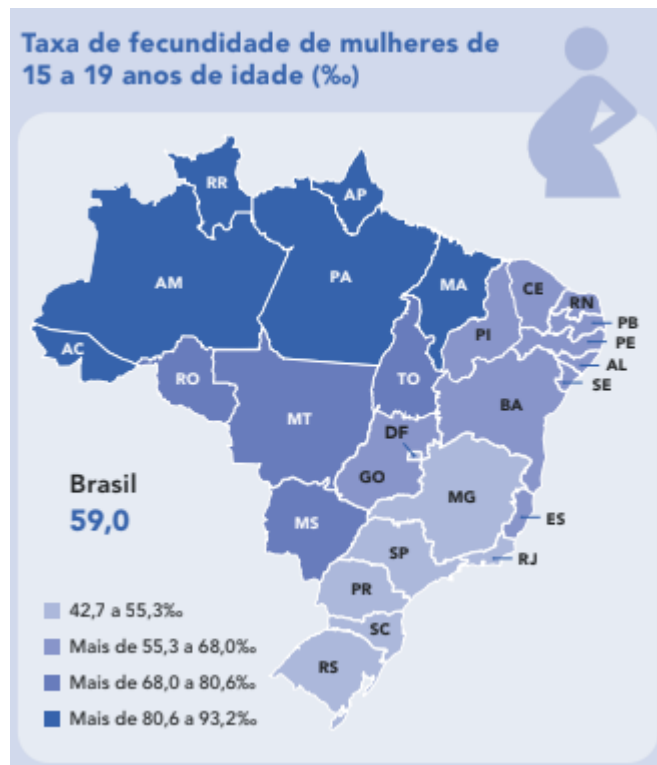 Taxa de fecundidade de mulheres de
15 a 19 anos de idade (‰)
RR
AP
AM
PA
MA
CE
RN
PB
PE
AL
SE
PI
AC
RO
TO
BA
MT
DF
GO
MG
ES
MS
SP
RJ
PR
SC
RS
Brasil
59,0
42,7 a 55,3‰
Mais de 55,3 a 68,0‰
Mais de 68,0 a 80,6‰
Mais de 80,6 a 93,2‰